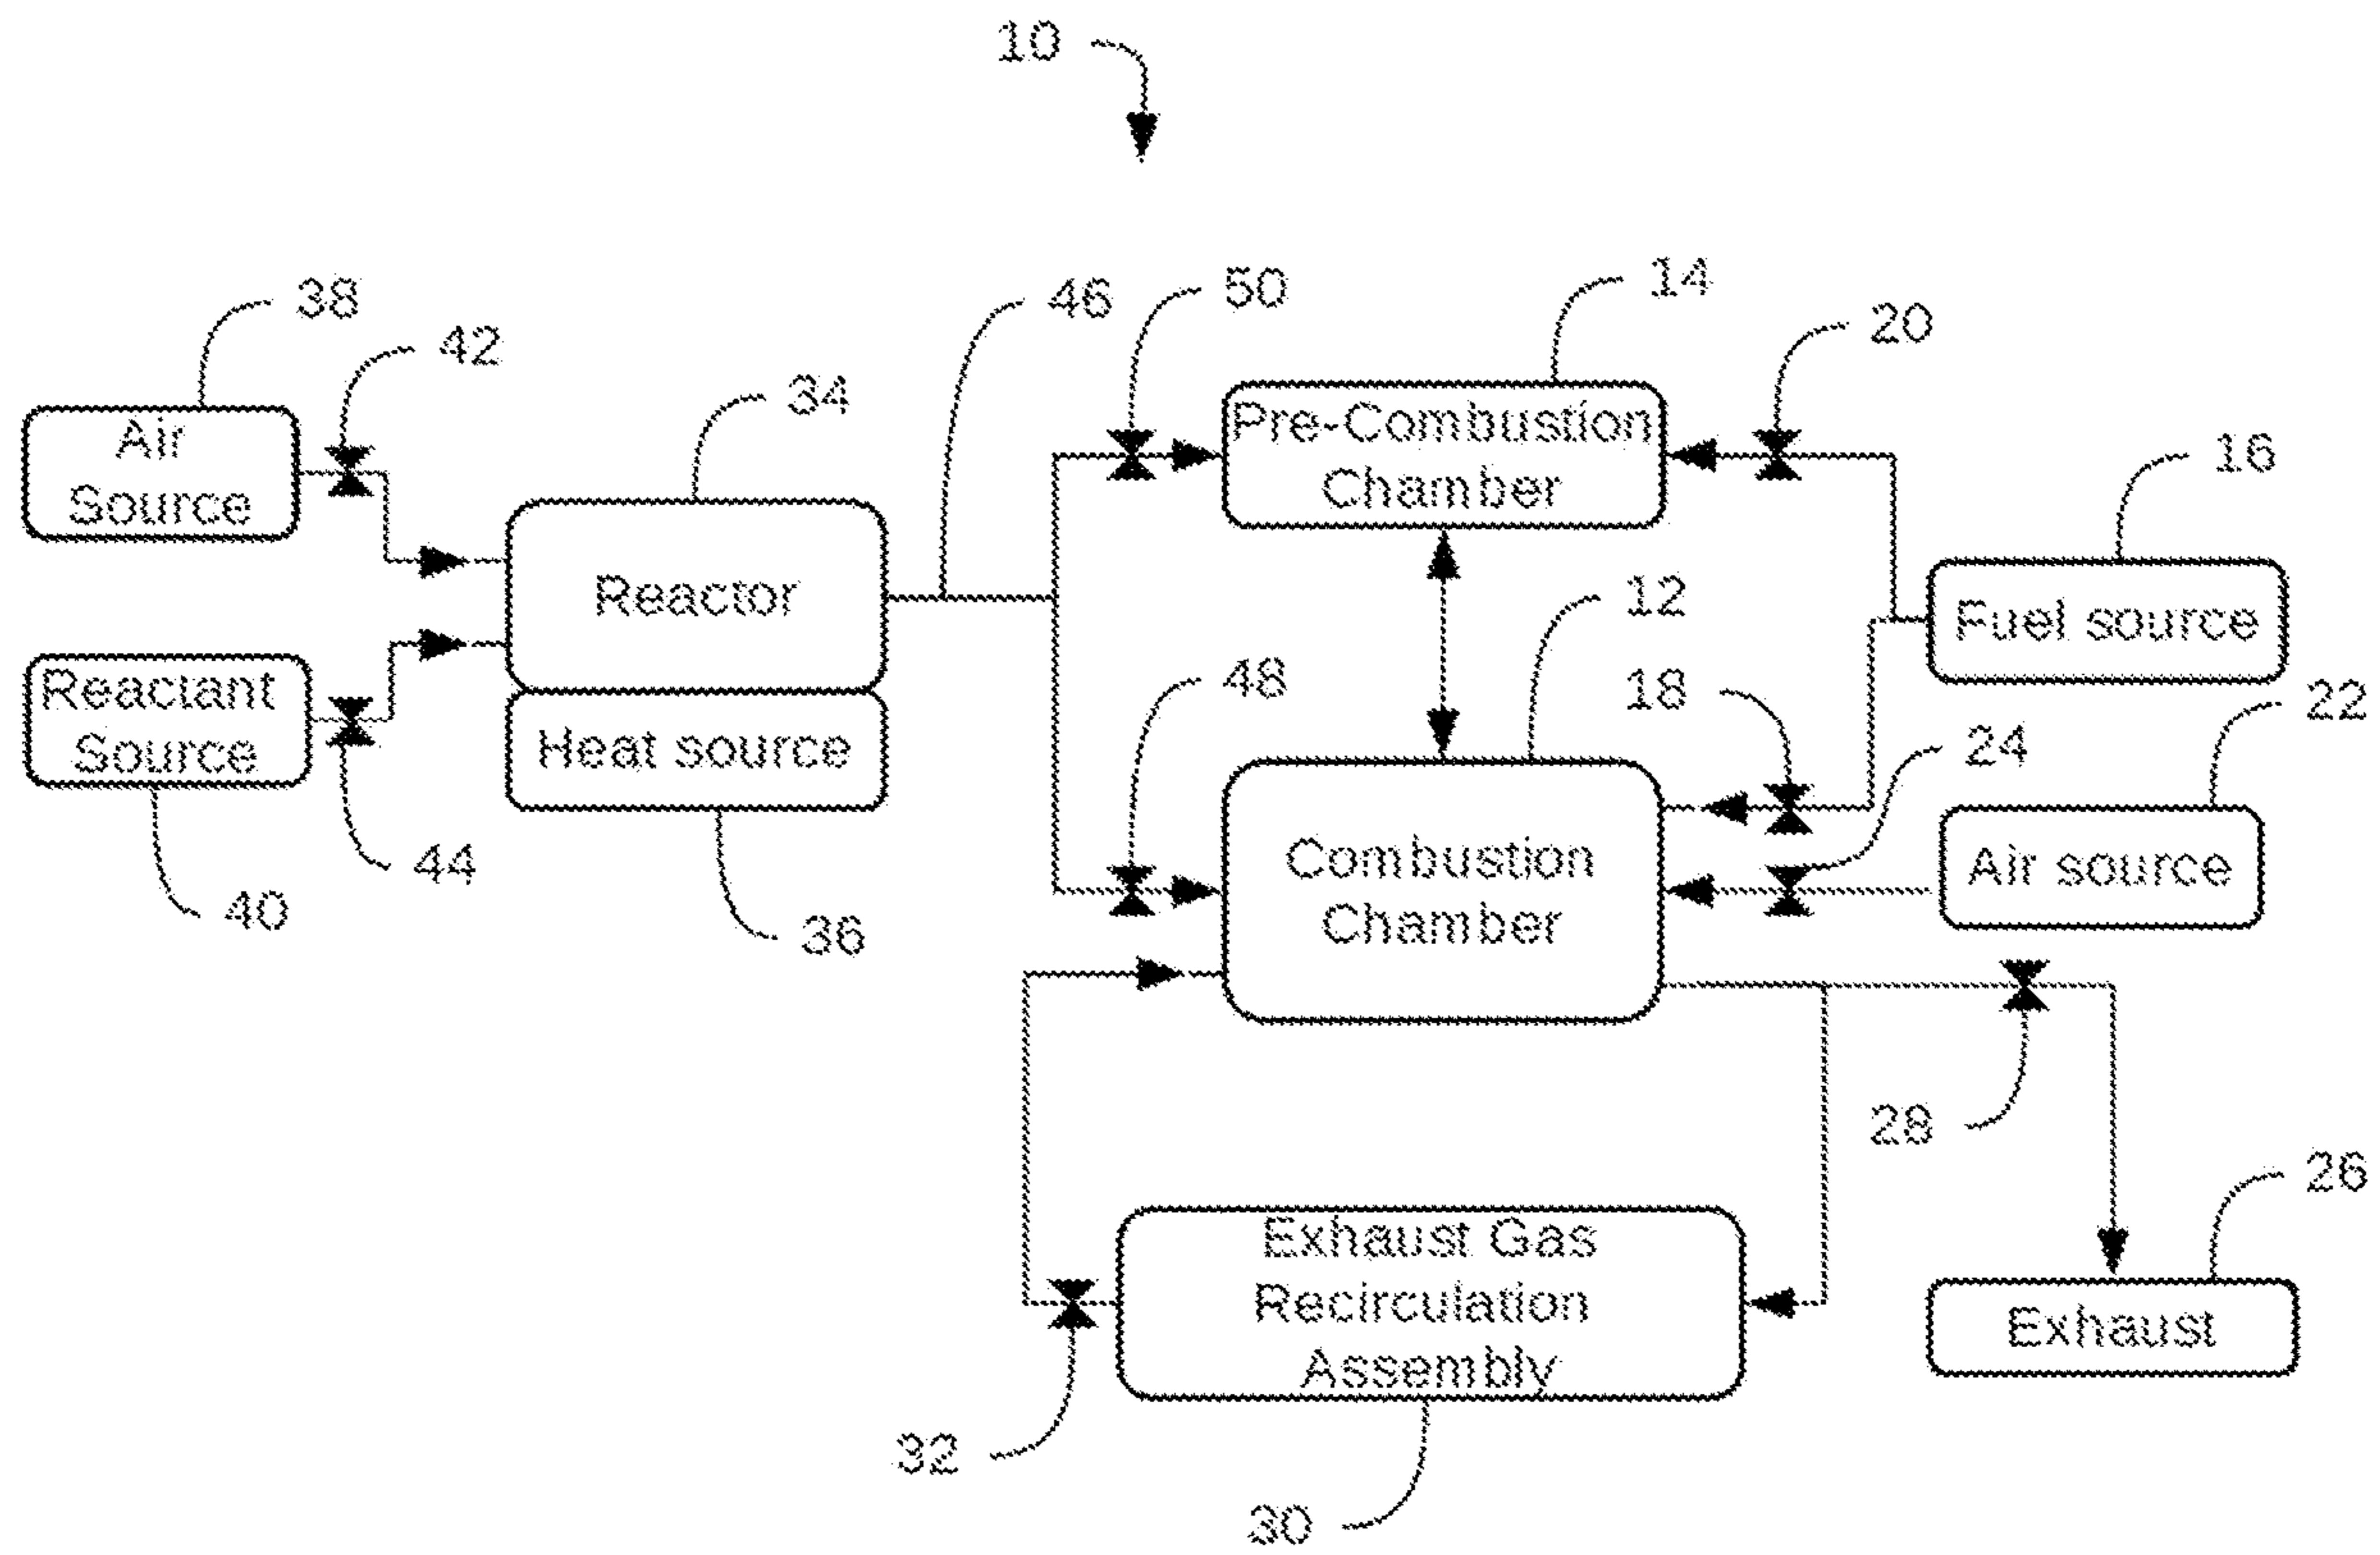 10
38
42
34
46
50
14
20
16
Air
Source
Pre-Combustion
Chamber
Reactor
12
Fuel source
Reactant
Source
48
18
22
24
Heat source
44
40
36
Combustion
Chamber
Air source
28
26
Exhaust Gas
Recirculation
Assembly
Exhaust
32
30